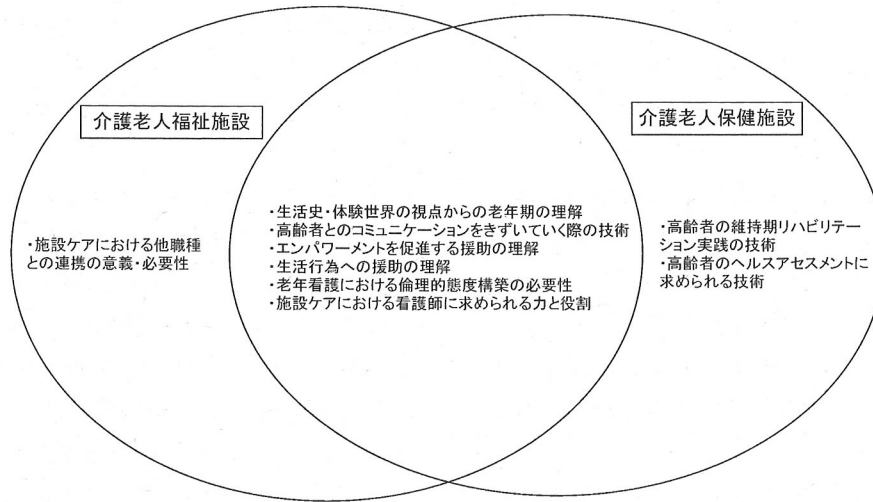 介護老人福祉施設
・施設ケアにおける他職種
との連携の意義・必要性
・生活史・体験世界の視点からの老年期の理解
・高齢者とのコミュニケーションをきずいていく際の技術
・エンパワーメントを促進する援助の理解
・生活行為への援助の理解
・老年看護における倫理的態度構築の必要性
・施設ケアにおける看護師に求められる力と役割
介護老人保健施設
・高齢者の維持期リハビリテー
ション実践の技術
・高齢者のヘルスアセスメントに
求められる技術